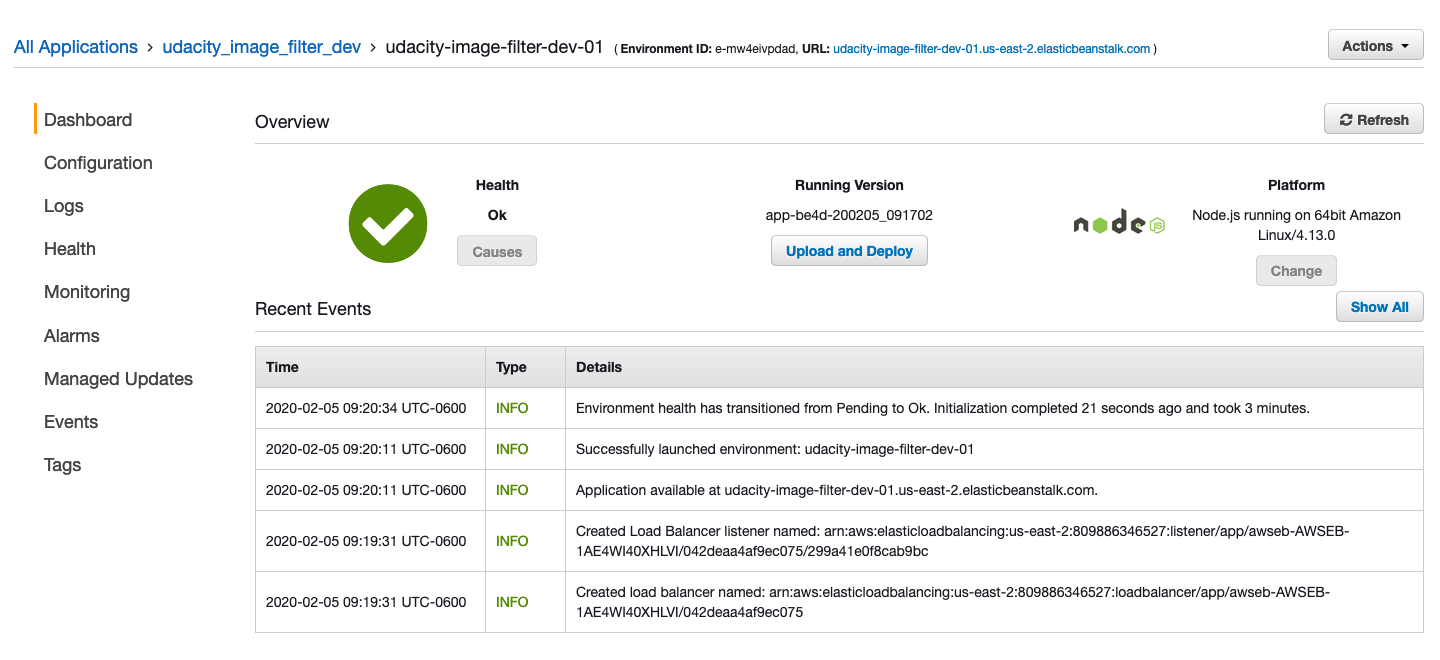 All Applications › udacity_image_filter_dev › udacity-image-filter-dev-01 ( Environment ID: e-mw4eivpdad, URL: udacity-image-filter-dev-01.us-east-2.elasticbeanstalk.com )
Actions
Dashboard
Configuration
Logs
Health
Monitoring
Alarms
Managed Updates
Events
Tags
Overview
Refresh
Health
Ok
Causes
Running Version
app-be4d-200205_091702
Upload and Deploy
node JS
Platform
Node.js running on 64bit Amazon
Linux/4.13.0
Change
Recent Events
Show All
Time Type Details
2020-02-05 09:20:34 UTC-0600 INFO Environment health has transitioned from Pending to Ok. Initialization completed 21 seconds ago and took 3 minutes.
2020-02-05 09:20:11 UTC-0600 INFO Successfully launched environment: udacity-image-filter-dev-01
2020-02-05 09:20:11 UTC-0600 INFO Application available at udacity-image-filter-dev-01.us-east-2.elasticbeanstalk.com.
2020-02-05 09:19:31 UTC-0600 INFO Created Load Balancer listener named: arn:aws:elasticloadbalancing:us-east-2:809886346527:listener/app/awseb-AWSEB-
1AE4WI40XHLVI/042deaa4af9ec075/299a41e0f8cab9bc
2020-02-05 09:19:31 UTC-0600 INFO Created load balancer named: arn:aws:elasticloadbalancing:us-east-2:809886346527:loadbalancer/app/awseb-AWSEB-
1AE4WI40XHLVI/042deaa4af9ec075